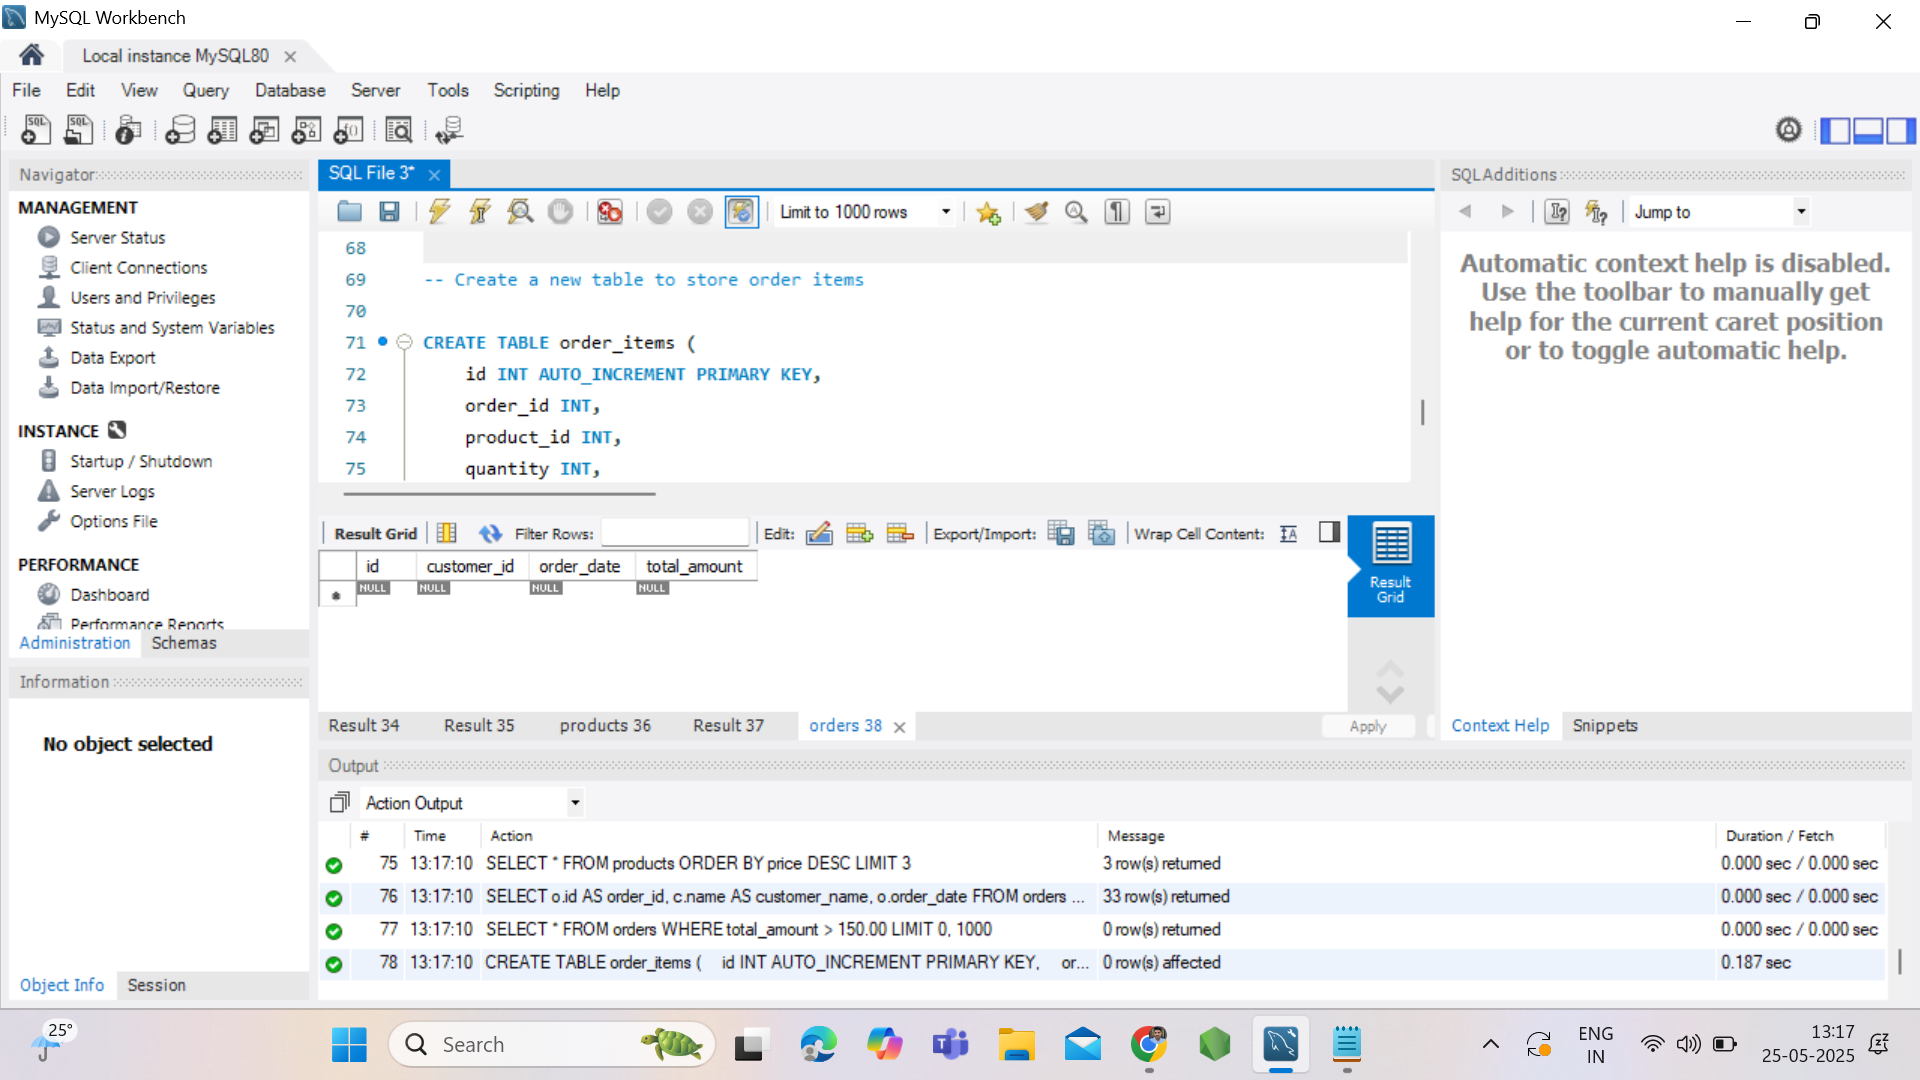 MySQL Workbench
Local instance MySQL80
File Edit View Query Database Server Tools Scripting Help
Navigator
MANAGEMENT
Server Status
Client Connections
Users and Privileges
Status and System Variables
Data Export
Data Import/Restore
INSTANCE
Startup / Shutdown
Server Logs
Options File
PERFORMANCE
Dashboard
Performance Reports
Administration Schemas
Information
No object selected
Object Info Session
SQL File 3*
Limit to 1000 rows
68
69 -- Create a new table to store order items
70
71 CREATE TABLE order_items (
72 id INT AUTO_INCREMENT PRIMARY KEY,
73 order_id INT,
74 product_id INT,
75 quantity INT,
Result Grid Filter Rows: Edit: Export/Import: Wrap Cell Content:
id customer_id order_date total_amount
NULL NULL NULL NULL
Result Grid
Result 34 Result 35 products 36 Result 37 orders 38 Apply
SQLAdditions
Jump to
Automatic context help is disabled.
Use the toolbar to manually get
help for the current caret position
or to toggle automatic help.
Context Help Snippets
Output
Action Output
# Time Action Message Duration / Fetch
75 13:17:10 SELECT * FROM products ORDER BY price DESC LIMIT 3 3 row(s) returned 0.000 sec / 0.000 sec
76 13:17:10 SELECT o.id AS order_id, c.name AS customer_name, o.order_date FROM orders ... 33 row(s) returned 0.000 sec / 0.000 sec
77 13:17:10 SELECT * FROM orders WHERE total_amount > 150.00 LIMIT 0, 1000 0 row(s) returned 0.000 sec / 0.000 sec
78 13:17:10 CREATE TABLE order_items ( id INT AUTO_INCREMENT PRIMARY KEY, or... 0 row(s) affected 0.187 sec
25°
Search
ENG
IN
13:17
25-05-2025